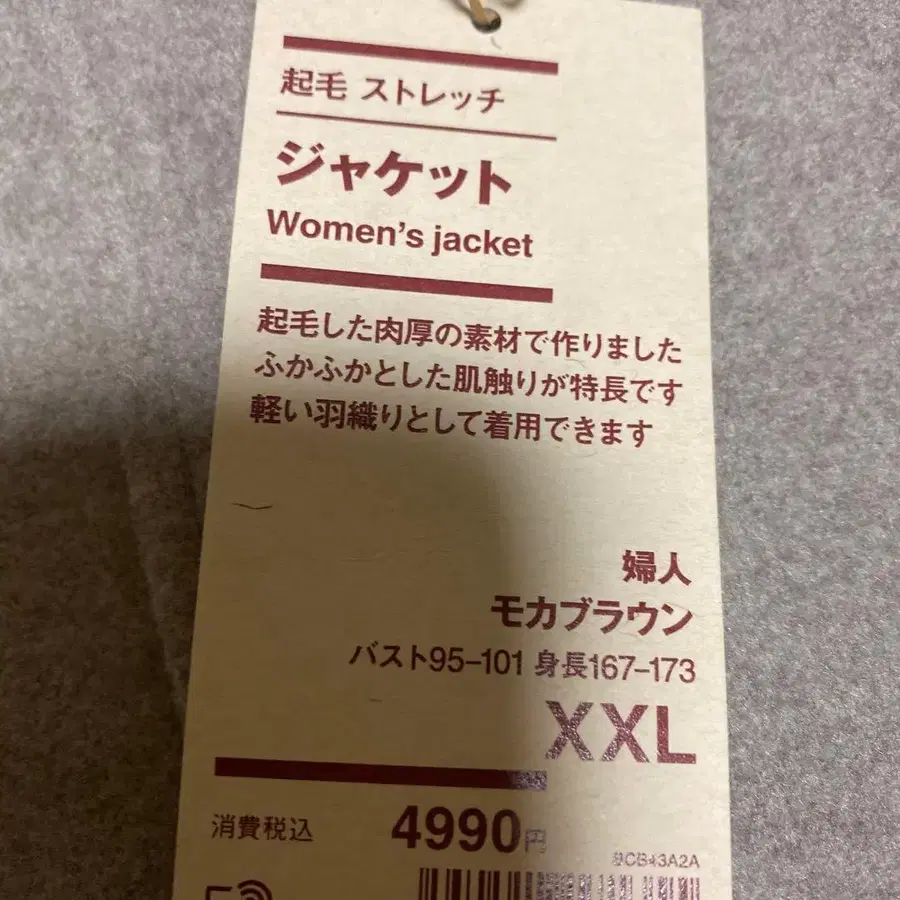 起毛 ストレッチ
ジャケット
Women's jacket
起毛した肉厚の素材で作りました
ふかふかとした肌触りが特長です
軽い羽織りとして着用できます
婦人
モカブラウン
バスト95–101 身長167–173
XXL
消費税込 4990円